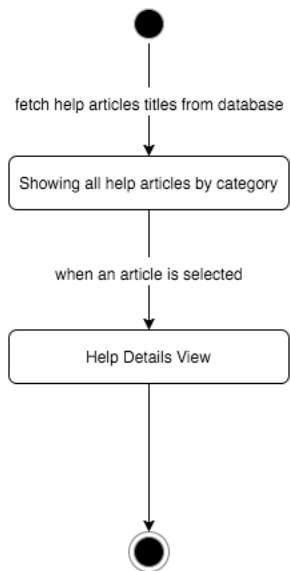 fetch help articles titles from database
Showing all help articles by category
when an article is selected
Help Details View